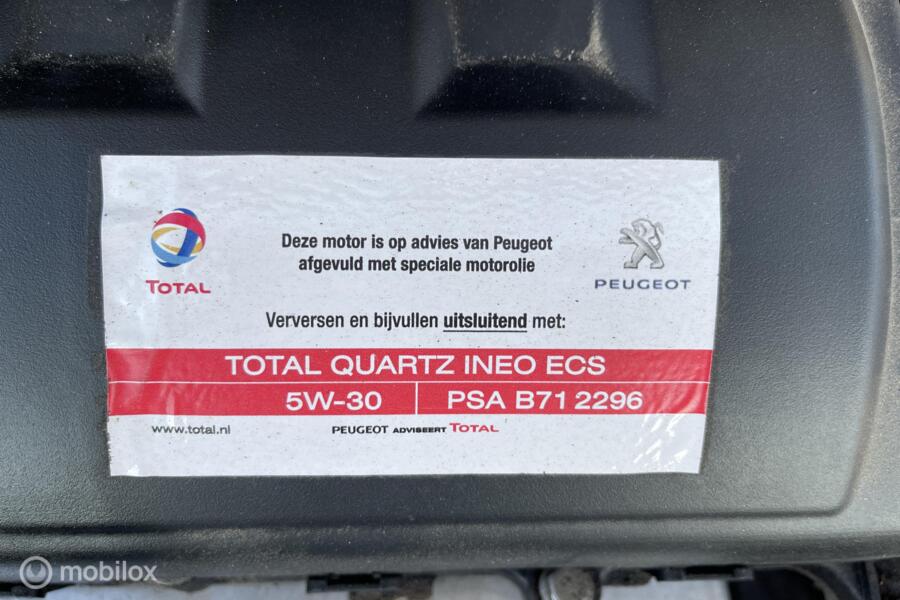 Deze motor is op advies van Peugeot
afgevuld met speciale motorolie
TOTAL
PEUGEOT
Verversen en bijvullen uitsluitend met:
TOTAL QUARTZ INEO ECS
5W-30 PSA B71 2296
www.total.nl PEUGEOT ADVISEERT TOTAL
mobilox